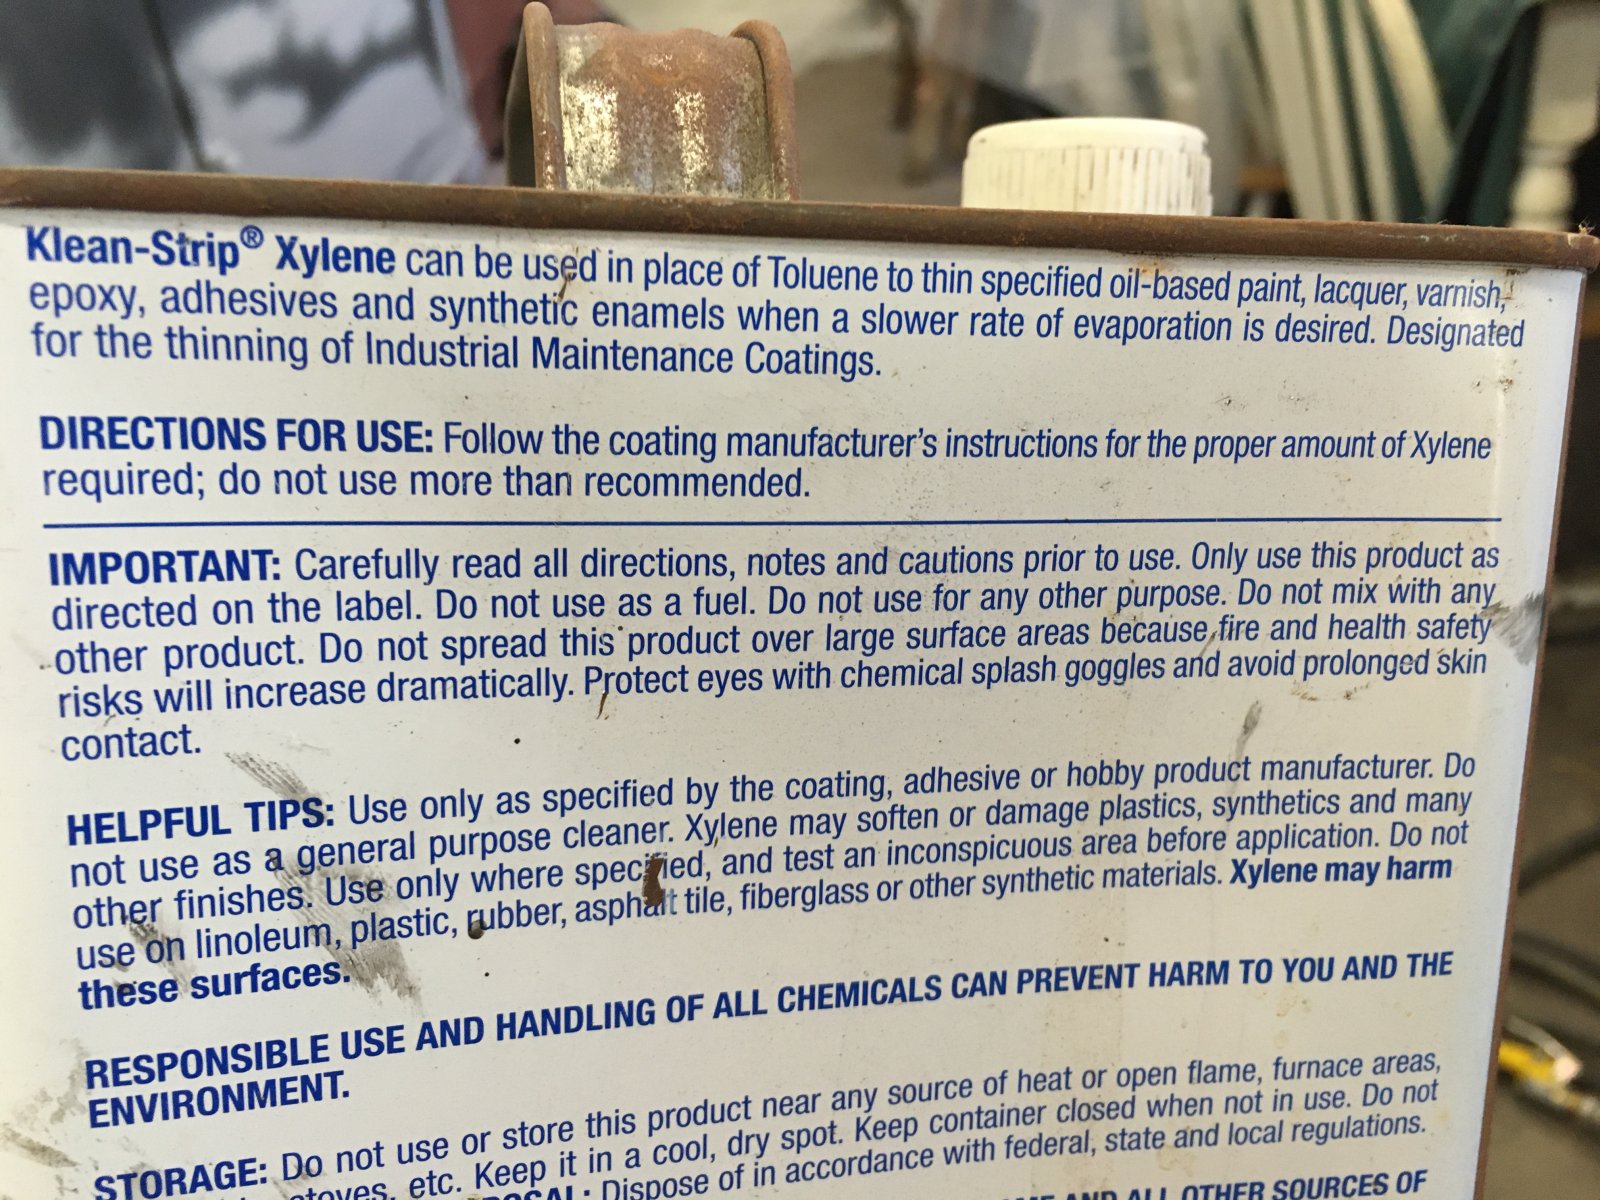 Klean-Strip® Xylene can be used in place of Toluene to thin specified oil-based paint, lacquer, varnish,
epoxy, adhesives and synthetic enamels when a slower rate of evaporation is desired. Designated
for the thinning of Industrial Maintenance Coatings.
DIRECTIONS FOR USE: Follow the coating manufacturer's instructions for the proper amount of Xylene
required; do not use more than recommended.
IMPORTANT: Carefully read all directions, notes and cautions prior to use. Only use this product as
directed on the label. Do not use as a fuel. Do not use for any other purpose. Do not mix with any
other product. Do not spread this product over large surface areas because fire and health safety
risks will increase dramatically. Protect eyes with chemical splash goggles and avoid prolonged skin
contact.
HELPFUL TIPS: Use only as specified by the coating, adhesive or hobby product manufacturer. Do
not use as a general purpose cleaner. Xylene may soften or damage plastics, synthetics and many
other finishes. Use only where specified, and test an inconspicuous area before application. Do not
use on linoleum, plastic, rubber, asphalt tile, fiberglass or other synthetic materials. Xylene may harm
these surfaces.
RESPONSIBLE USE AND HANDLING OF ALL CHEMICALS CAN PREVENT HARM TO YOU AND THE
ENVIRONMENT.
STORAGE: Do not use or store this product near any source of heat or open flame, furnace areas,
stoves, etc. Keep it in a cool, dry spot. Keep container closed when not in use. Do not
Dispose of in accordance with federal, state and local regulations.
AND ALL OTHER SOURCES OF